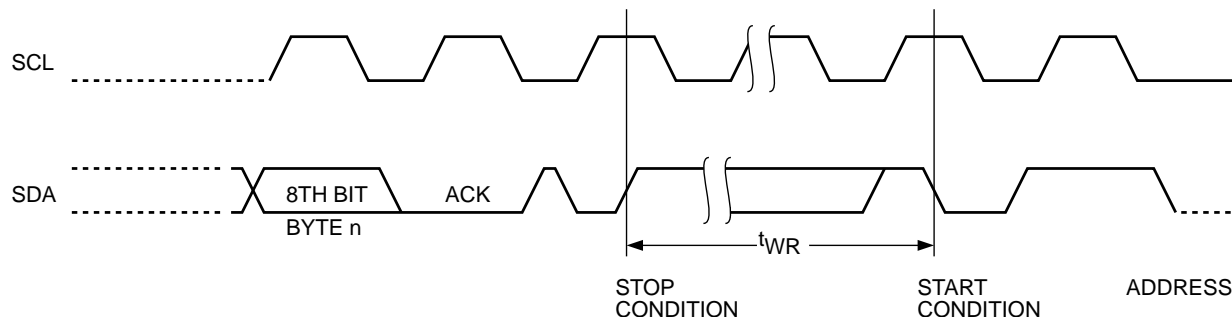 SCL
SDA
8TH BIT
ACK
BYTE n
tWR
STOP
CONDITION
START
CONDITION
ADDRESS